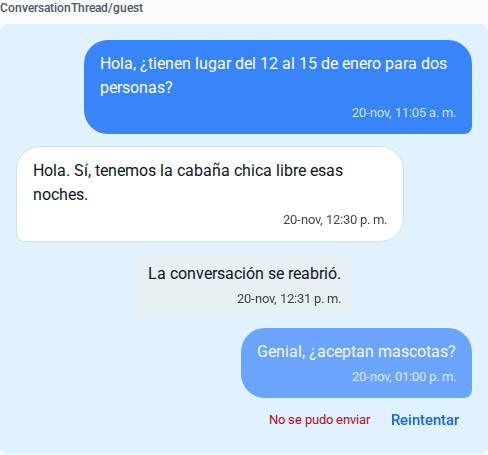 ConversationThread/guest
Hola, ¿tienen lugar del 12 al 15 de enero para dos
personas?
20-nov, 11:05 a. m.
Hola. Sí, tenemos la cabaña chica libre esas
noches.
20-nov, 12:30 p. m.
La conversación se reabrió.
20-nov, 12:31 p. m.
Genial, ¿aceptan mascotas?
20-nov, 01:00 p. m.
No se pudo enviar Reintentar